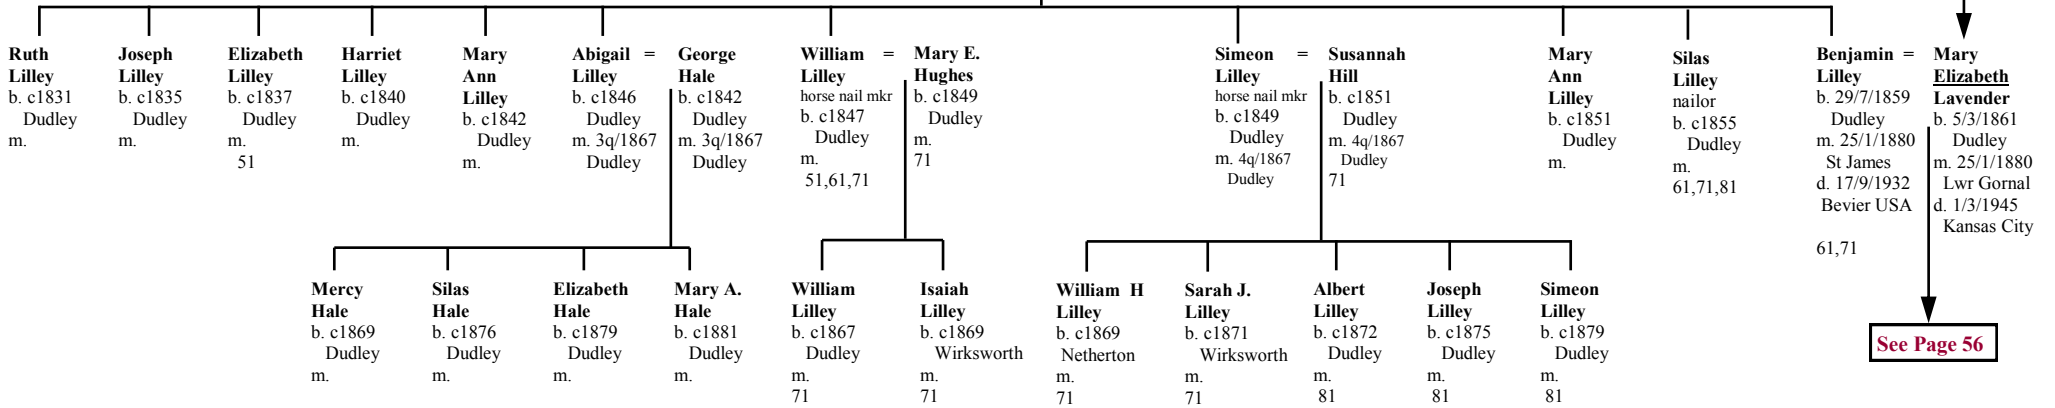 Ruth
Lilley
b. c1831
Dudley
m.
Joseph
Lilley
b. c1835
Dudley
m.
Elizabeth
Lilley
b. c1837
Dudley
m.
51
Harriet
Lilley
b. c1840
Dudley
m.
Mary
Ann
Lilley
b. c1842
Dudley
m.
Abigail =
Lilley
b. c1846
Dudley
m. 3q/1867
Dudley
George
Hale
b. c1842
Dudley
m. 3q/1867
Dudley
William =
Lilley
horse nail mkr
b. c1847
Dudley
m.
51,61,71
Mary E.
Hughes
b. c1849
Dudley
m.
71
Simeon =
Lilley
horse nail mkr
b. c1849
Dudley
m. 4q/1867
Dudley
Susannah
Hill
b. c1851
Dudley
m. 4q/1867
Dudley
71
Mary
Ann
Lilley
b. c1851
Dudley
m.
Silas
Lilley
nailor
b. c1855
Dudley
m.
61,71,81
Benjamin =
Lilley
b. 29/7/1859
Dudley
m. 25/1/1880
St James
d. 17/9/1932
Bevier USA
61,71
Mary
Elizabeth
Lavender
b. 5/3/1861
Dudley
m. 25/1/1880
Lwr Gornal
d. 1/3/1945
Kansas City
Mercy
Hale
b. c1869
Dudley
m.
Silas
Hale
b. c1876
Dudley
m.
Elizabeth
Hale
b. c1879
Dudley
m.
Mary A.
Hale
b. c1881
Dudley
m.
William
Lilley
b. c1867
Dudley
m.
71
Isaiah
Lilley
b. c1869
Wirksworth
m.
71
William H
Lilley
b. c1869
Netherton
m.
71
Sarah J.
Lilley
b. c1871
Wirksworth
m.
71
Albert
Lilley
b. c1872
Dudley
m.
81
Joseph
Lilley
b. c1875
Dudley
m.
81
Simeon
Lilley
b. c1879
Dudley
m.
81
See Page 56